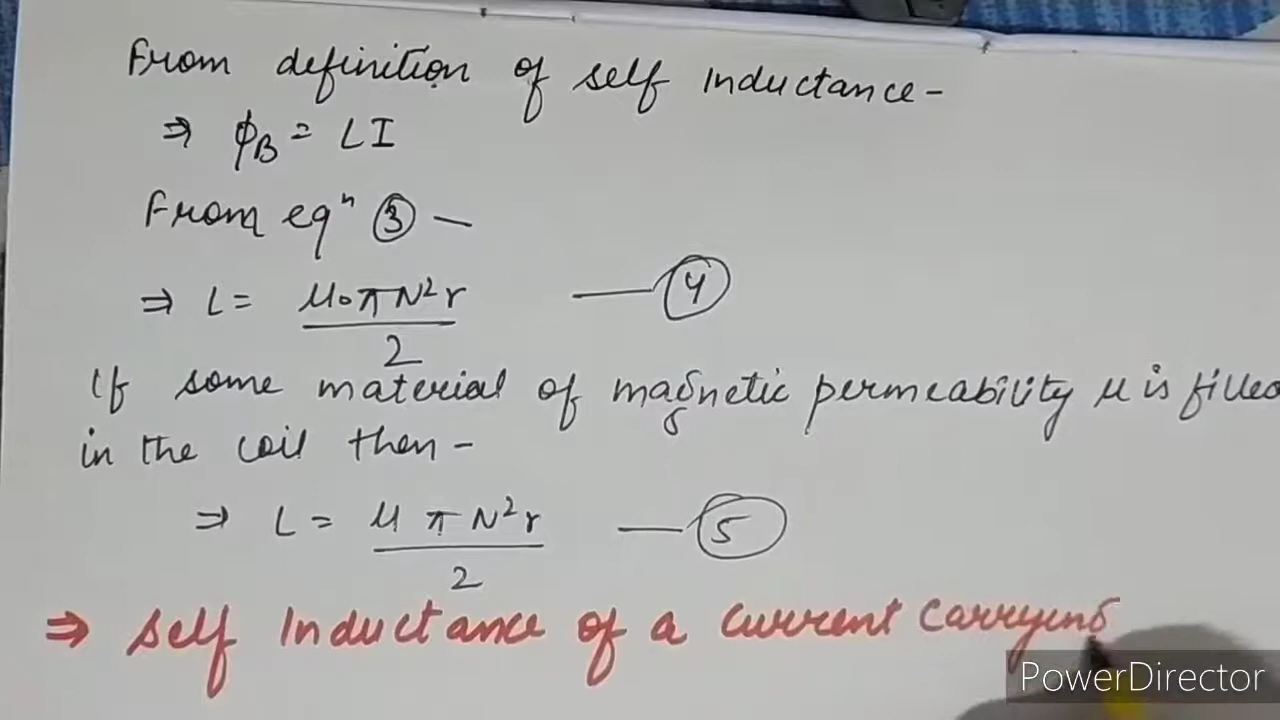 From definition of self Inductance-
⇒ ϕB = LI
From eqⁿ ③ —
⇒ L = μ₀πN²r / 2 —④
If some material of magnetic permeability μ is filled
in the coil then -
⇒ L = μπN²r / 2 —⑤
⇒ self Inductance of a current carrying
PowerDirector